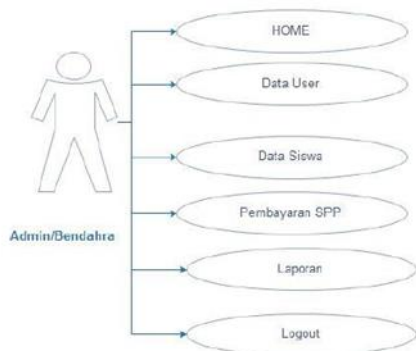 HOME
Data User
Data Siswa
Pembayaran SPP
Admin/Bendahra
Laporan
Logout